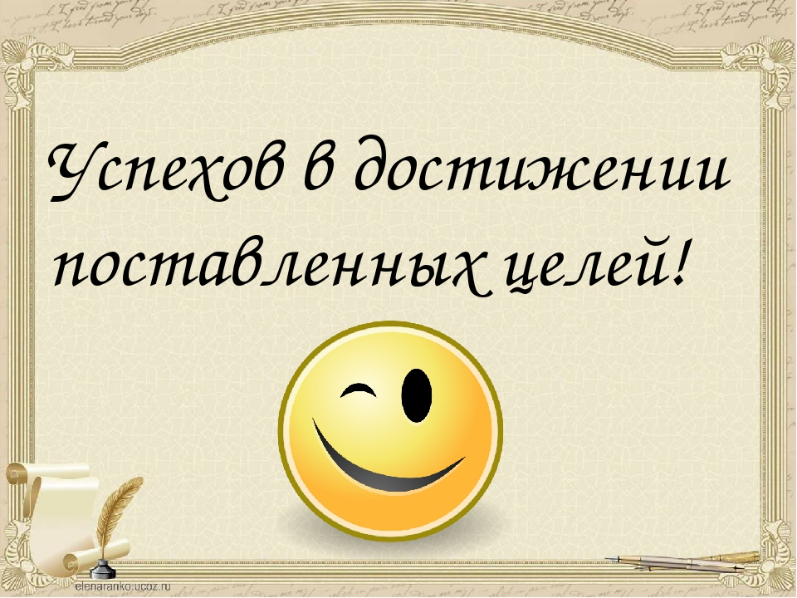 Успехов в достижении
поставленных целей!
elenaranko.ucoz.ru